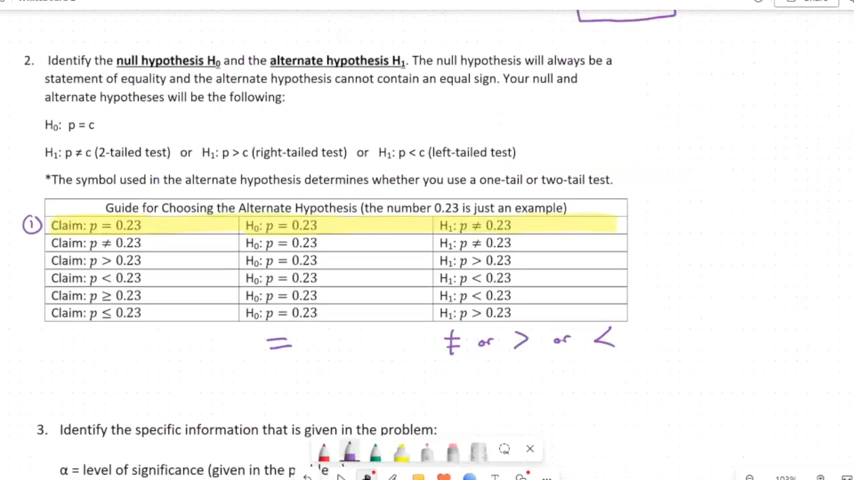 2. Identify the null hypothesis H₀ and the alternate hypothesis H₁. The null hypothesis will always be a
statement of equality and the alternate hypothesis cannot contain an equal sign. Your null and
alternate hypotheses will be the following:
H₀: p = c
H₁: p ≠ c (2-tailed test) or H₁: p > c (right-tailed test) or H₁: p < c (left-tailed test)
*The symbol used in the alternate hypothesis determines whether you use a one-tail or two-tail test.
Guide for Choosing the Alternate Hypothesis (the number 0.23 is just an example)
① Claim: p = 0.23 H₀: p = 0.23 H₁: p ≠ 0.23
Claim: p ≠ 0.23 H₀: p = 0.23 H₁: p ≠ 0.23
Claim: p > 0.23 H₀: p = 0.23 H₁: p > 0.23
Claim: p < 0.23 H₀: p = 0.23 H₁: p < 0.23
Claim: p ≥ 0.23 H₀: p = 0.23 H₁: p < 0.23
Claim: p ≤ 0.23 H₀: p = 0.23 H₁: p > 0.23
= ≠ or > or <
3. Identify the specific information that is given in the problem:
α = level of significance (given in the p